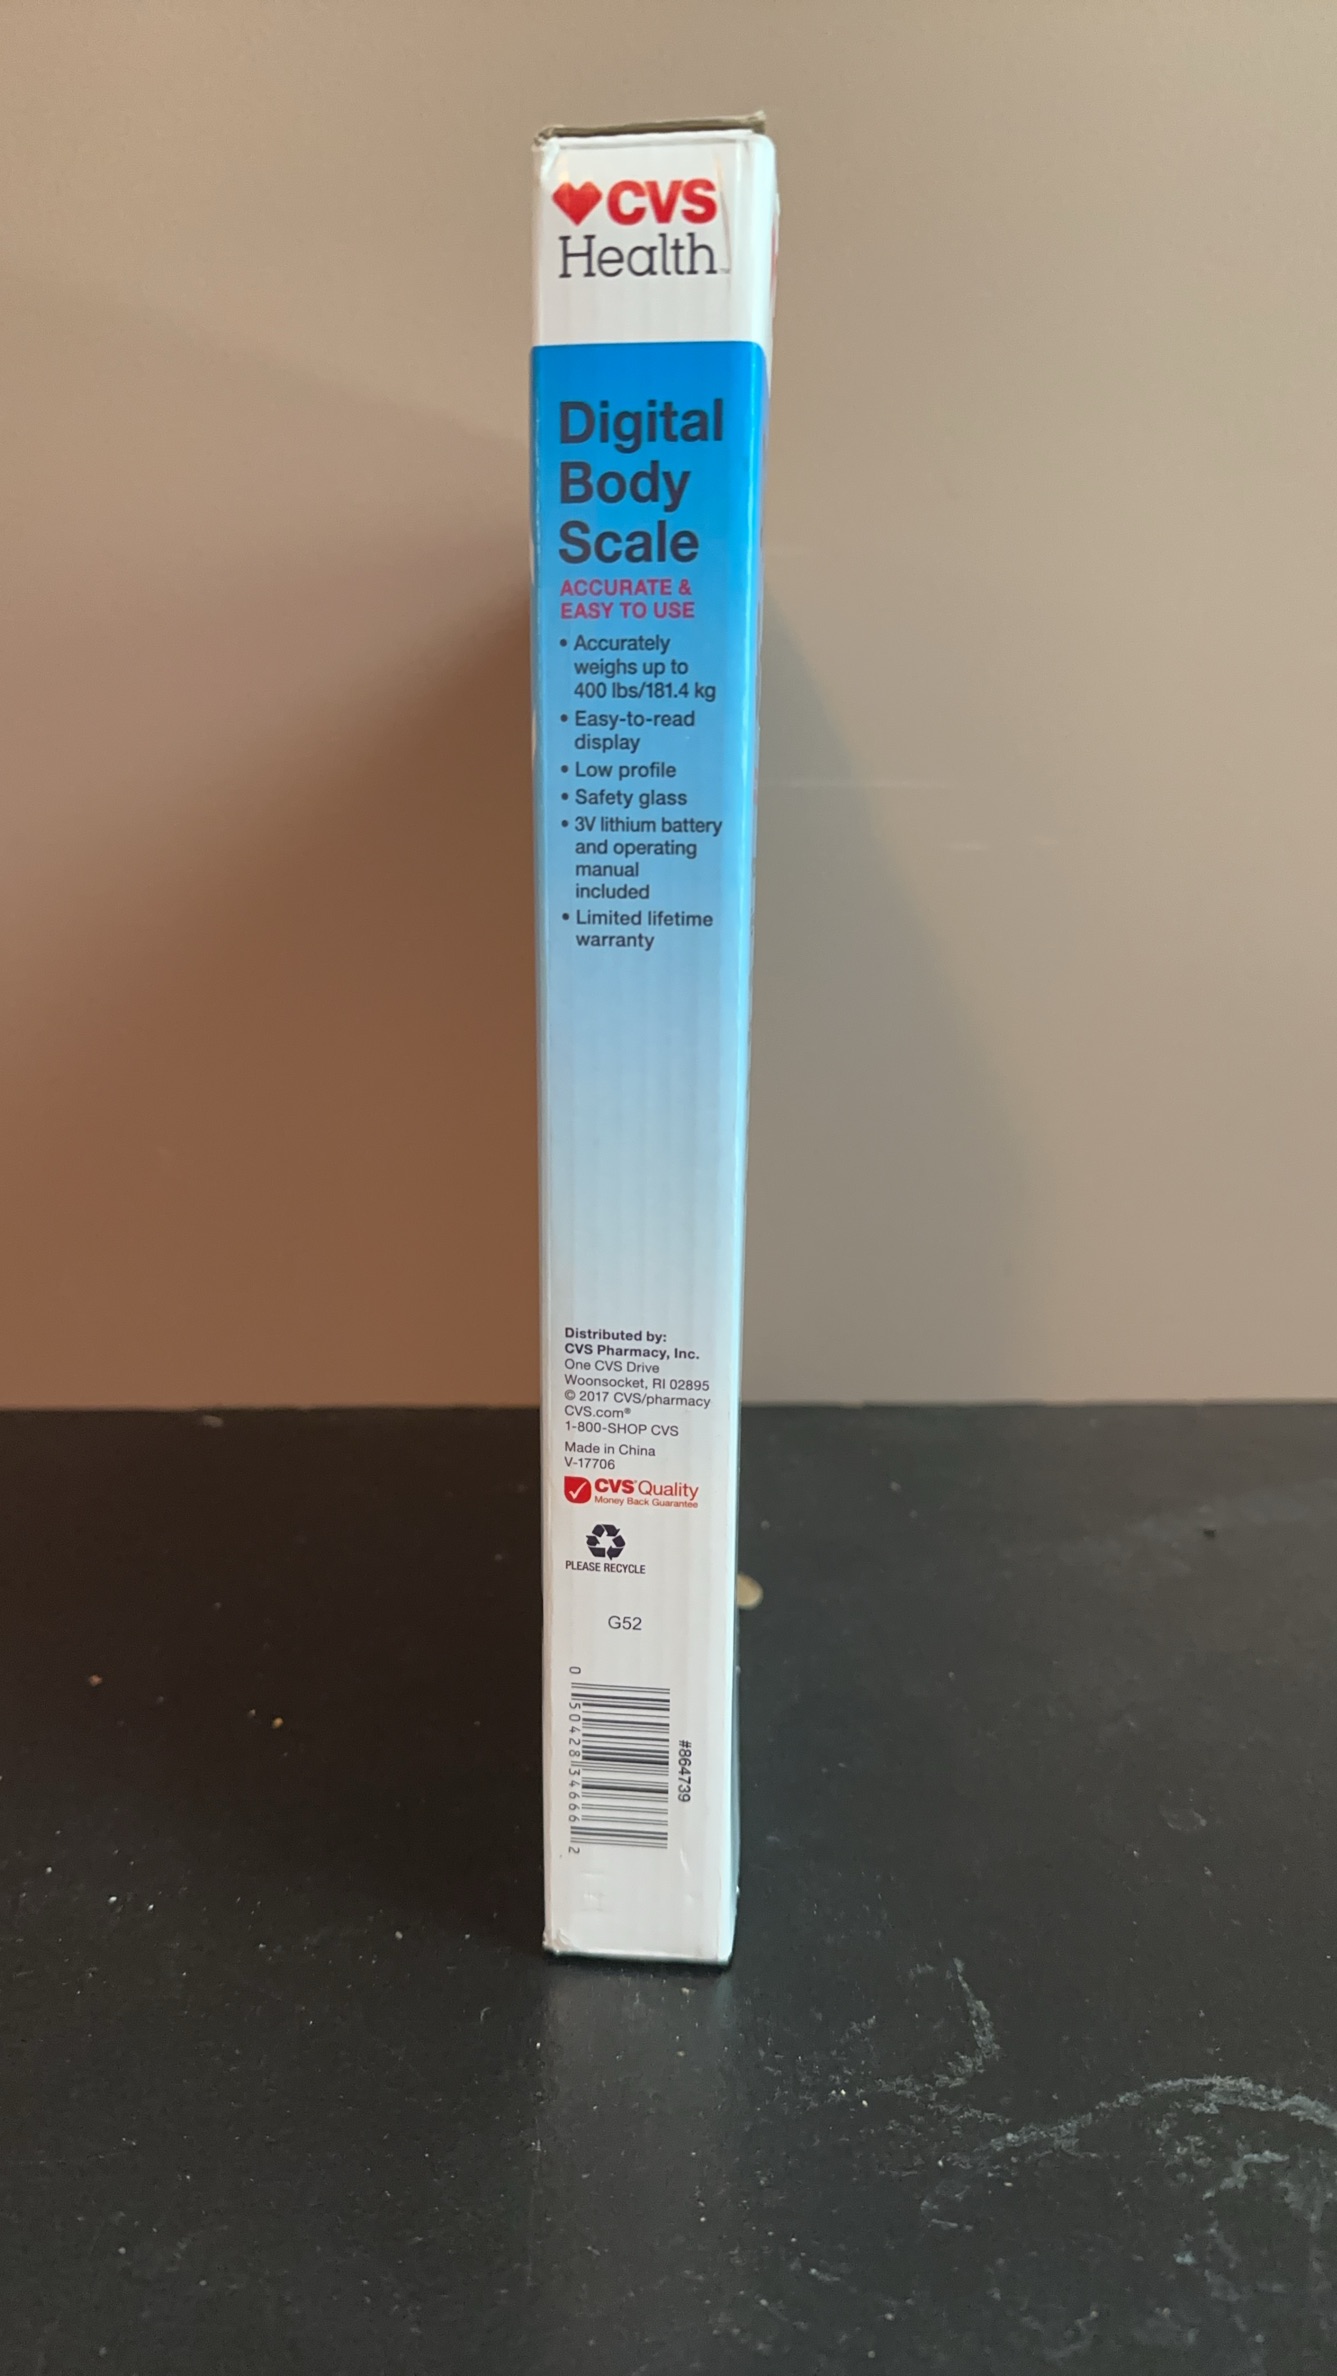 CVS
Health™
Digital
Body
Scale
ACCURATE &
EASY TO USE
• Accurately
weighs up to
400 lbs/181.4 kg
• Easy-to-read
display
• Low profile
• Safety glass
• 3V lithium battery
and operating
manual
included
• Limited lifetime
warranty
Distributed by:
CVS Pharmacy, Inc.
One CVS Drive
Woonsocket, RI 02895
© 2017 CVS/pharmacy
CVS.com®
1-800-SHOP CVS
Made in China
V-17706
CVS Quality
Money Back Guarantee
PLEASE RECYCLE
G52
0 50428 34666 2
#864739